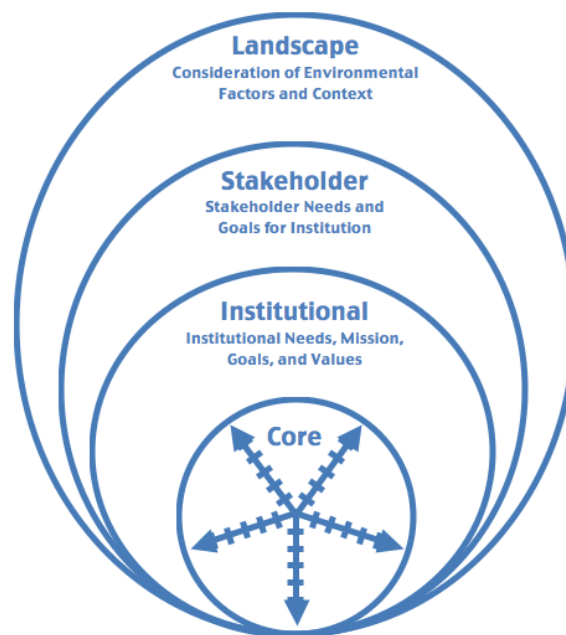 Landscape
Consideration of Environmental
Factors and Context
Stakeholder
Stakeholder Needs and
Goals for Institution
Institutional
Institutional Needs, Mission,
Goals, and Values
Core